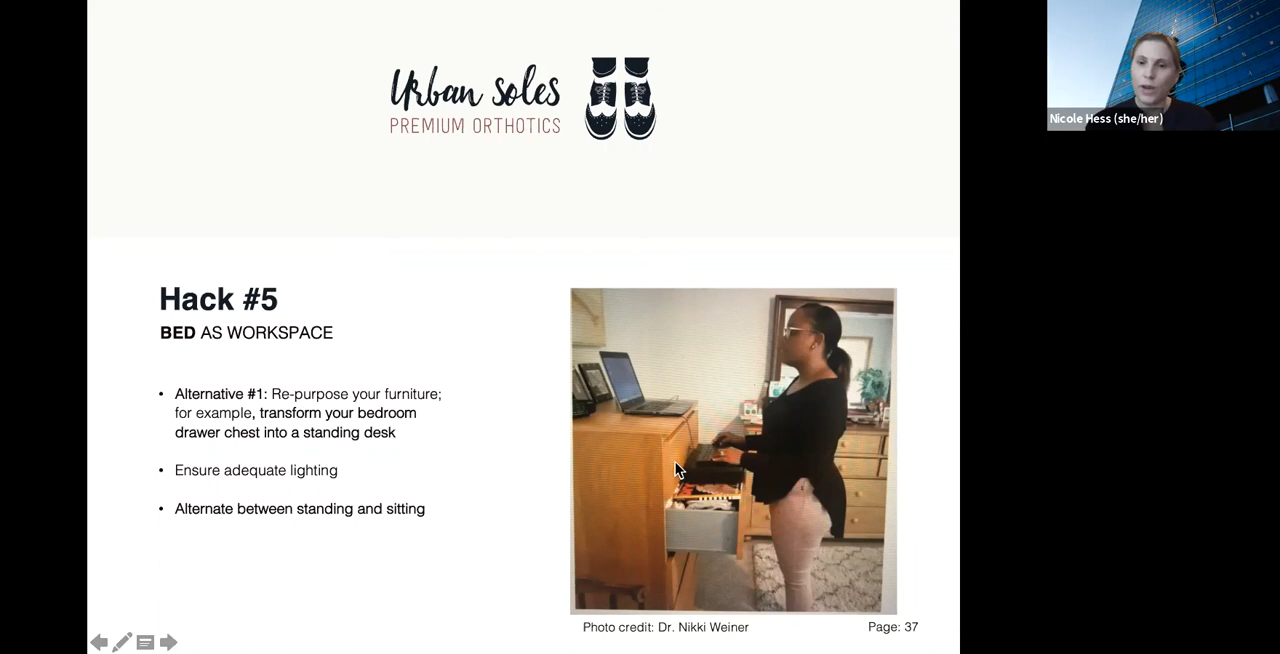 Urban soles
PREMIUM ORTHOTICS
Nicole Hess (she/her)
Hack #5
BED AS WORKSPACE
• Alternative #1: Re-purpose your furniture;
for example, transform your bedroom
drawer chest into a standing desk
• Ensure adequate lighting
• Alternate between standing and sitting
Photo credit: Dr. Nikki Weiner
Page: 37